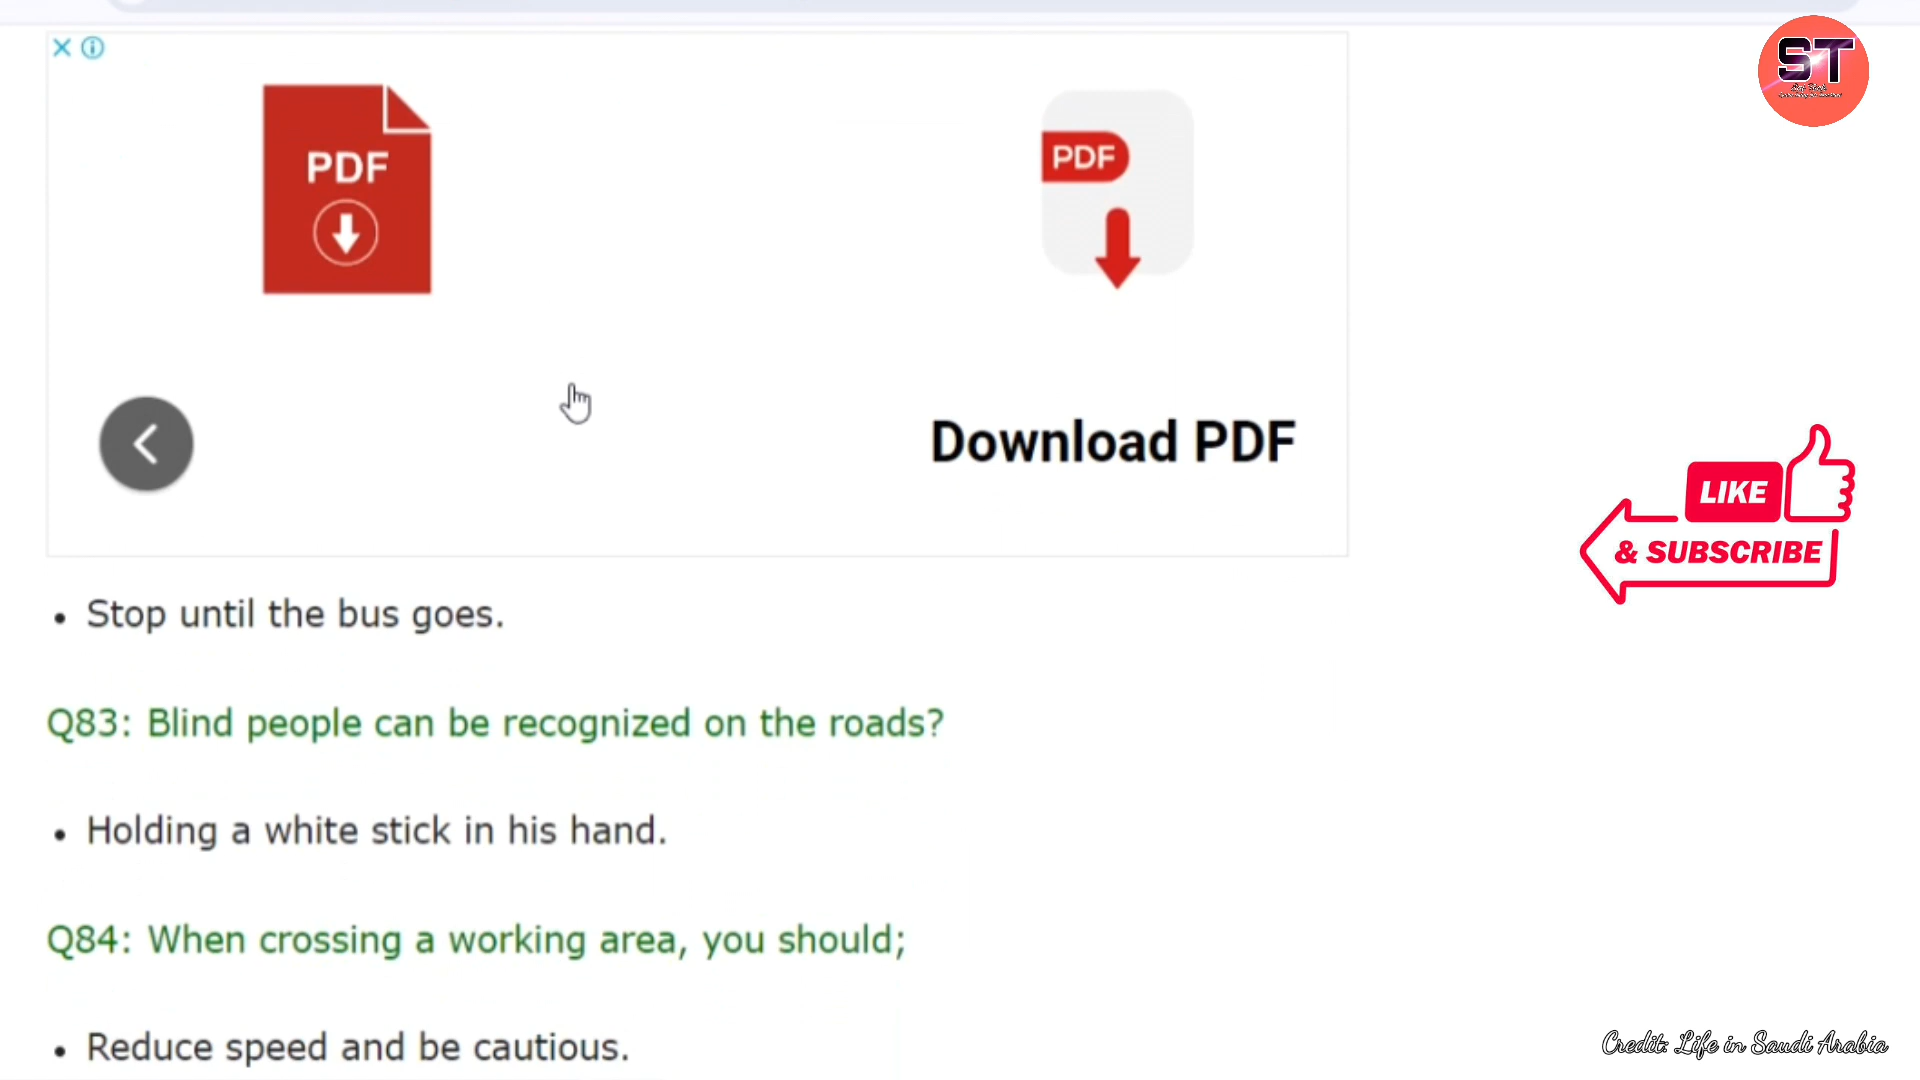 ST
PDF
PDF
Download PDF
LIKE
& SUBSCRIBE
• Stop until the bus goes.
Q83: Blind people can be recognized on the roads?
• Holding a white stick in his hand.
Q84: When crossing a working area, you should;
• Reduce speed and be cautious.
Credit: Life in Saudi Arabia